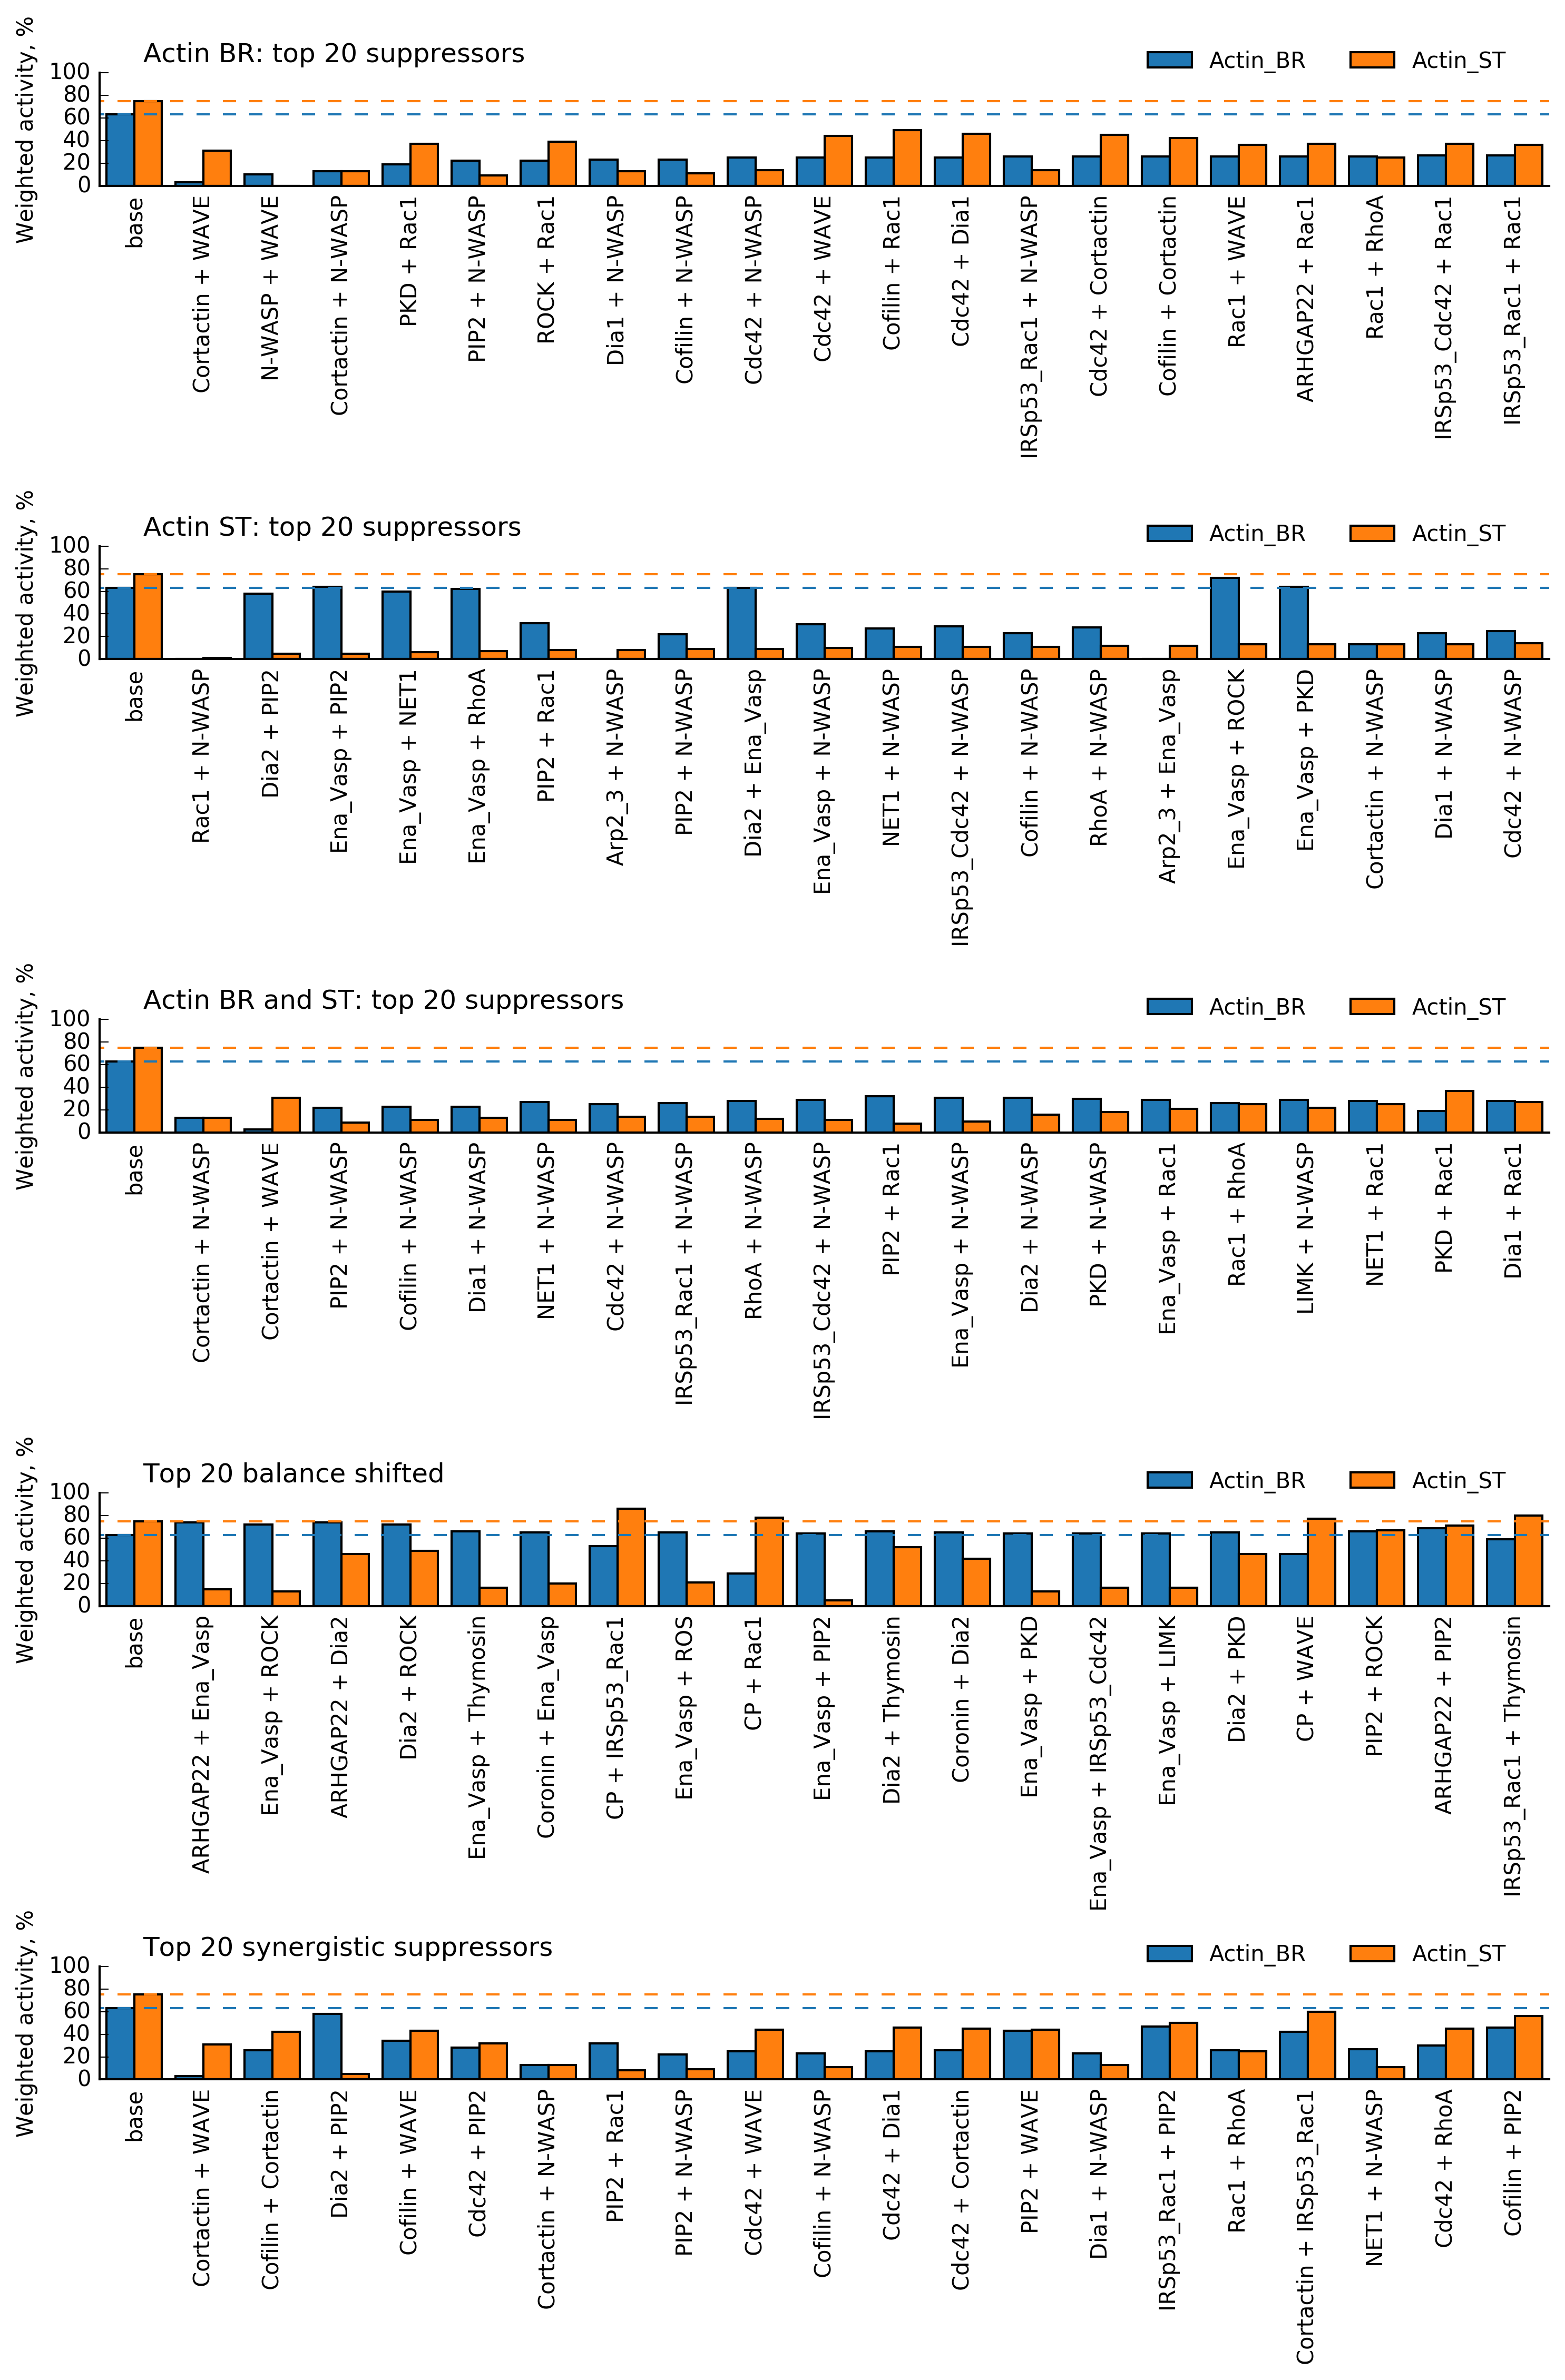 Actin BR: top 20 suppressors
Actin_BR
Actin_ST
Weighted activity, %
100
80
60
40
20
0
base
Cortactin + WAVE
N-WASP + WAVE
Cortactin + N-WASP
PKD + Rac1
PIP2 + N-WASP
ROCK + Rac1
Dia1 + N-WASP
Cofilin + N-WASP
Cdc42 + N-WASP
Cdc42 + WAVE
Cofilin + Rac1
Cdc42 + Dia1
IRSp53_Rac1 + N-WASP
Cdc42 + Cortactin
Cofilin + Cortactin
Rac1 + WAVE
ARHGAP22 + Rac1
Rac1 + RhoA
IRSp53_Cdc42 + Rac1
IRSp53_Rac1 + Rac1
Actin ST: top 20 suppressors
Actin_BR
Actin_ST
Weighted activity, %
100
80
60
40
20
0
base
Rac1 + N-WASP
Dia2 + PIP2
Ena_Vasp + PIP2
Ena_Vasp + NET1
Ena_Vasp + RhoA
PIP2 + Rac1
Arp2_3 + N-WASP
PIP2 + N-WASP
Dia2 + Ena_Vasp
Ena_Vasp + N-WASP
NET1 + N-WASP
IRSp53_Cdc42 + N-WASP
Cofilin + N-WASP
RhoA + N-WASP
Arp2_3 + Ena_Vasp
Ena_Vasp + ROCK
Ena_Vasp + PKD
Cortactin + N-WASP
Dia1 + N-WASP
Cdc42 + N-WASP
Actin BR and ST: top 20 suppressors
Actin_BR
Actin_ST
Weighted activity, %
100
80
60
40
20
0
base
Cortactin + N-WASP
Cortactin + WAVE
PIP2 + N-WASP
Cofilin + N-WASP
Dia1 + N-WASP
NET1 + N-WASP
Cdc42 + N-WASP
IRSp53_Rac1 + N-WASP
RhoA + N-WASP
IRSp53_Cdc42 + N-WASP
PIP2 + Rac1
Ena_Vasp + N-WASP
Dia2 + N-WASP
PKD + N-WASP
Ena_Vasp + Rac1
Rac1 + RhoA
LIMK + N-WASP
NET1 + Rac1
PKD + Rac1
Dia1 + Rac1
Top 20 balance shifted
Actin_BR
Actin_ST
Weighted activity, %
100
80
60
40
20
0
base
ARHGAP22 + Ena_Vasp
Ena_Vasp + ROCK
ARHGAP22 + Dia2
Dia2 + ROCK
Ena_Vasp + Thymosin
Coronin + Ena_Vasp
CP + IRSp53_Rac1
Ena_Vasp + ROS
CP + Rac1
Ena_Vasp + PIP2
Dia2 + Thymosin
Coronin + Dia2
Ena_Vasp + PKD
Ena_Vasp + IRSp53_Cdc42
Ena_Vasp + LIMK
Dia2 + PKD
CP + WAVE
PIP2 + ROCK
ARHGAP22 + PIP2
IRSp53_Rac1 + Thymosin
Top 20 synergistic suppressors
Actin_BR
Actin_ST
Weighted activity, %
100
80
60
40
20
0
base
Cortactin + WAVE
Cofilin + Cortactin
Dia2 + PIP2
Cofilin + WAVE
Cdc42 + PIP2
Cortactin + N-WASP
PIP2 + Rac1
PIP2 + N-WASP
Cdc42 + WAVE
Cofilin + N-WASP
Cdc42 + Dia1
Cdc42 + Cortactin
PIP2 + WAVE
Dia1 + N-WASP
IRSp53_Rac1 + PIP2
Rac1 + RhoA
Cortactin + IRSp53_Rac1
NET1 + N-WASP
Cdc42 + RhoA
Cofilin + PIP2